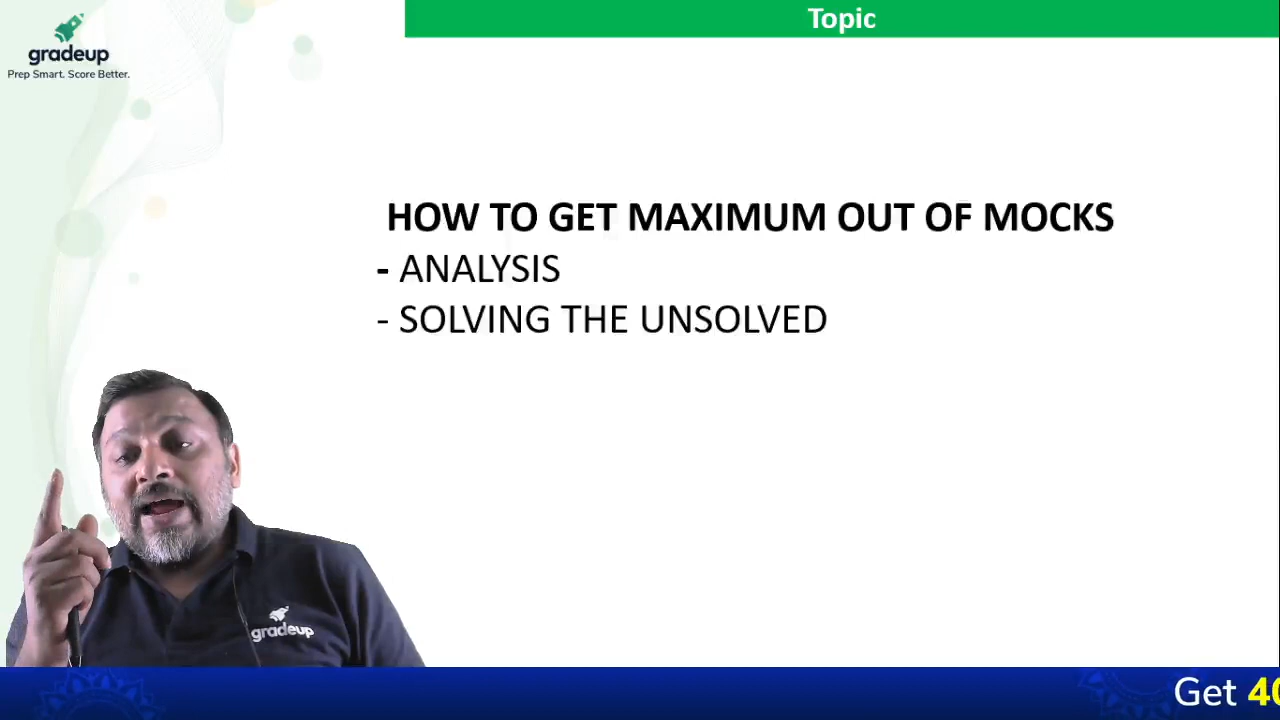 Topic
gradeup
Prep Smart. Score Better.
HOW TO GET MAXIMUM OUT OF MOCKS
- ANALYSIS
- SOLVING THE UNSOLVED
gradeup
Get 40